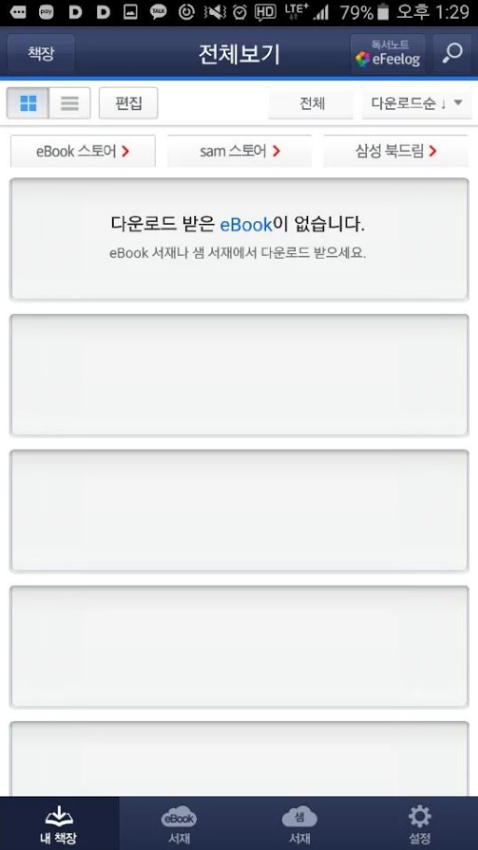 pay D D TALK HD LTE+ 79% 오후 1:29
책장 전체보기 독서노트
eFeelog
편집 전체 다운로드순 ↓
eBook 스토어 sam 스토어 삼성 북드림
다운로드 받은 eBook이 없습니다.
eBook 서재나 샘 서재에서 다운로드 받으세요.
eBook 샘
내 책장 서재 서재 설정